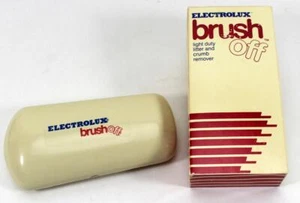 ELECTROLUX
brush
off
light duty
litter and
crumb
remover
ELECTROLUX
brush off